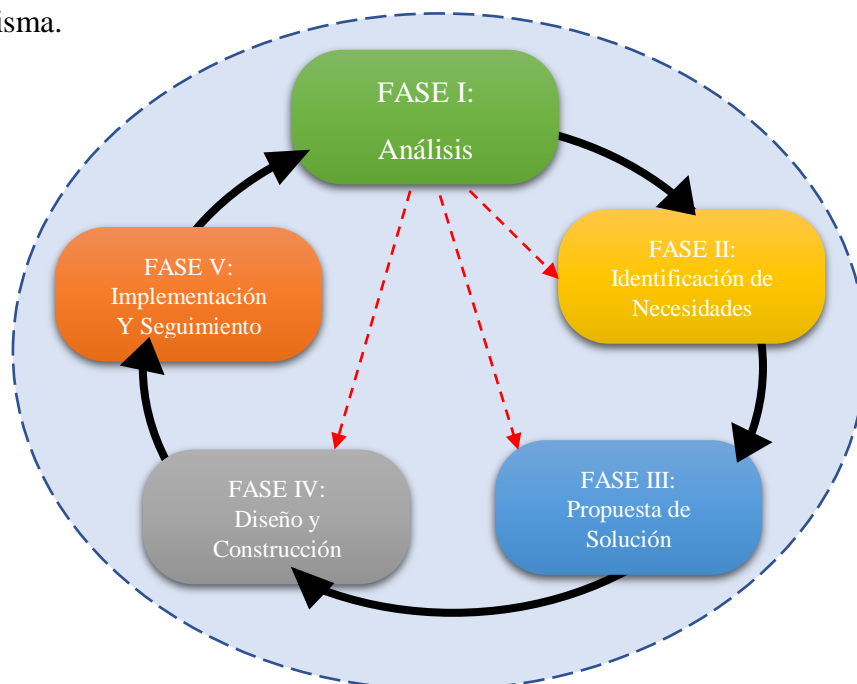 isma.
FASE I:
Análisis
FASE II:
Identificación de
Necesidades
FASE III:
Propuesta de
Solución
FASE IV:
Diseño y
Construcción
FASE V:
Implementación
Y Seguimiento